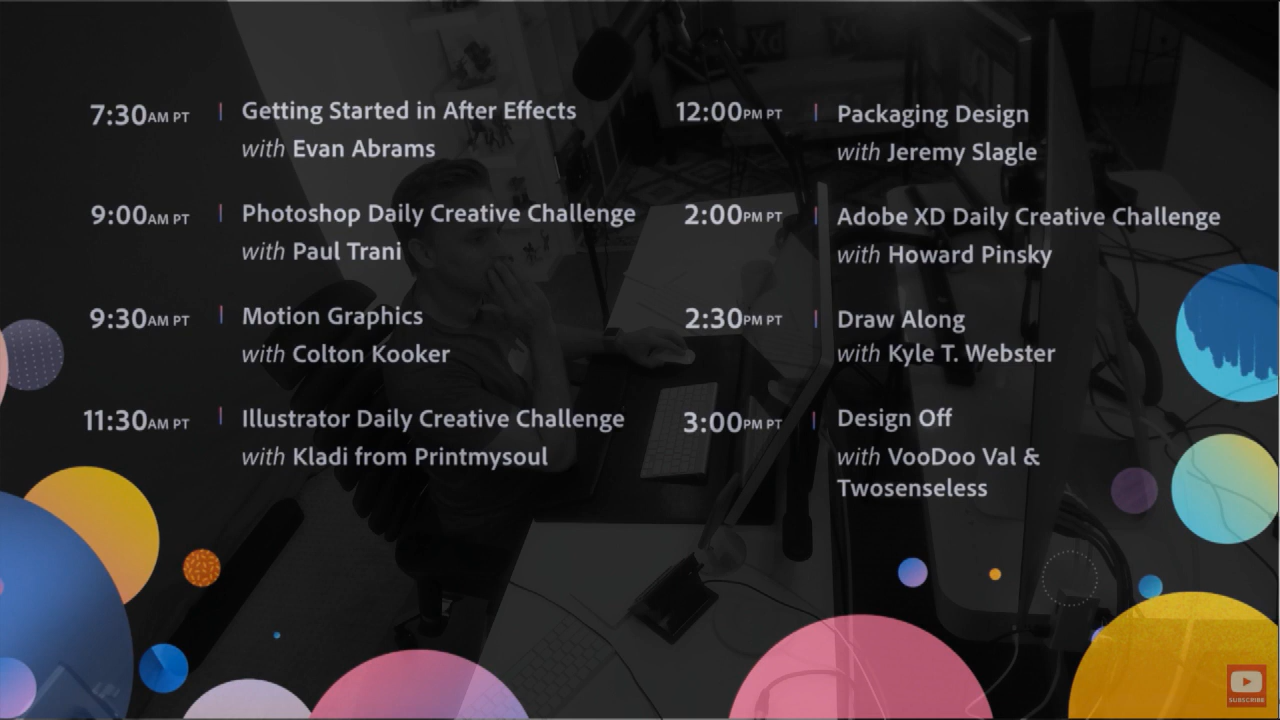 7:30AM PT
Getting Started in After Effects
with Evan Abrams
9:00AM PT
Photoshop Daily Creative Challenge
with Paul Trani
9:30AM PT
Motion Graphics
with Colton Kooker
11:30AM PT
Illustrator Daily Creative Challenge
with Kladi from Printmysoul
12:00PM PT
Packaging Design
with Jeremy Slagle
2:00PM PT
Adobe XD Daily Creative Challenge
with Howard Pinsky
2:30PM PT
Draw Along
with Kyle T. Webster
3:00PM PT
Design Off
with VooDoo Val &
Twosenseless
Xd
SUBSCRIBE